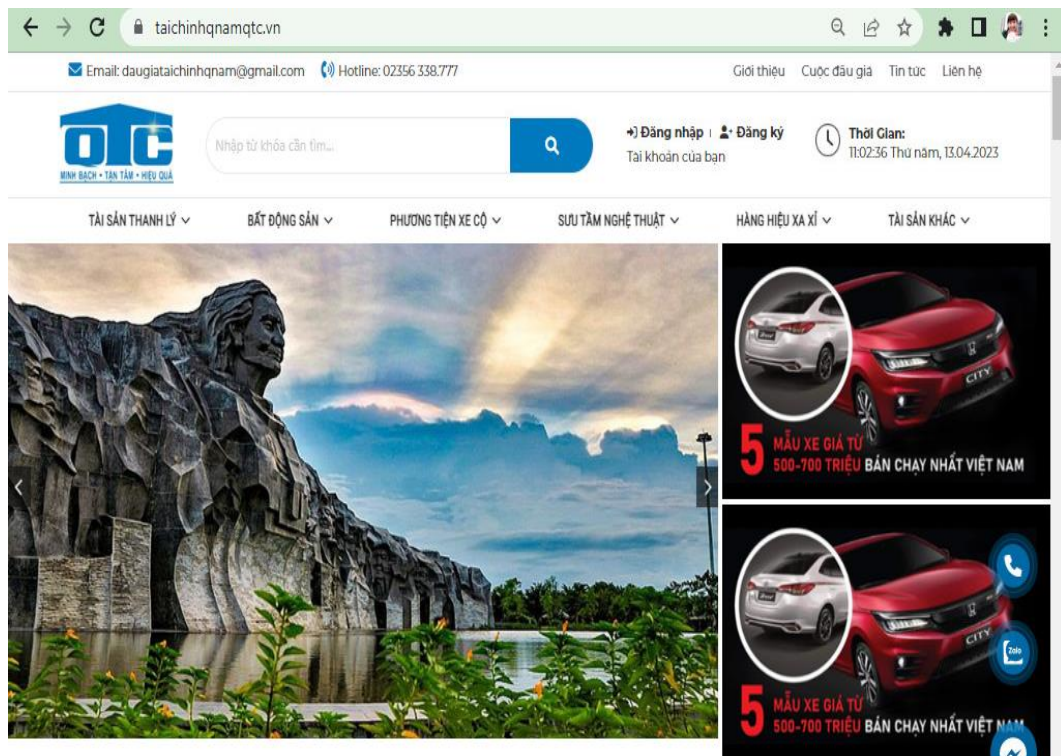 taichinhqnamqtc.vn
Email: daugiataichinhqnam@gmail.com Hotline: 02356 338.777 Giới thiệu Cuộc đấu giá Tin tức Liên hệ
QTC
MINH BẠCH • TẬN TÂM • HIỆU QUẢ
Nhập từ khóa cần tìm...
Đăng nhập | Đăng ký
Tài khoản của bạn
Thời Gian:
11:02:36 Thứ năm, 13.04.2023
TÀI SẢN THANH LÝ BẤT ĐỘNG SẢN PHƯƠNG TIỆN XE CỘ SƯU TẦM NGHỆ THUẬT HÀNG HIỆU XA XỈ TÀI SẢN KHÁC
CITY
5 MẪU XE GIÁ TỪ
500-700 TRIỆU BÁN CHẠY NHẤT VIỆT NAM
CITY
Zalo
5 MẪU XE GIÁ TỪ
500-700 TRIỆU BÁN CHẠY NHẤT VIỆT NAM